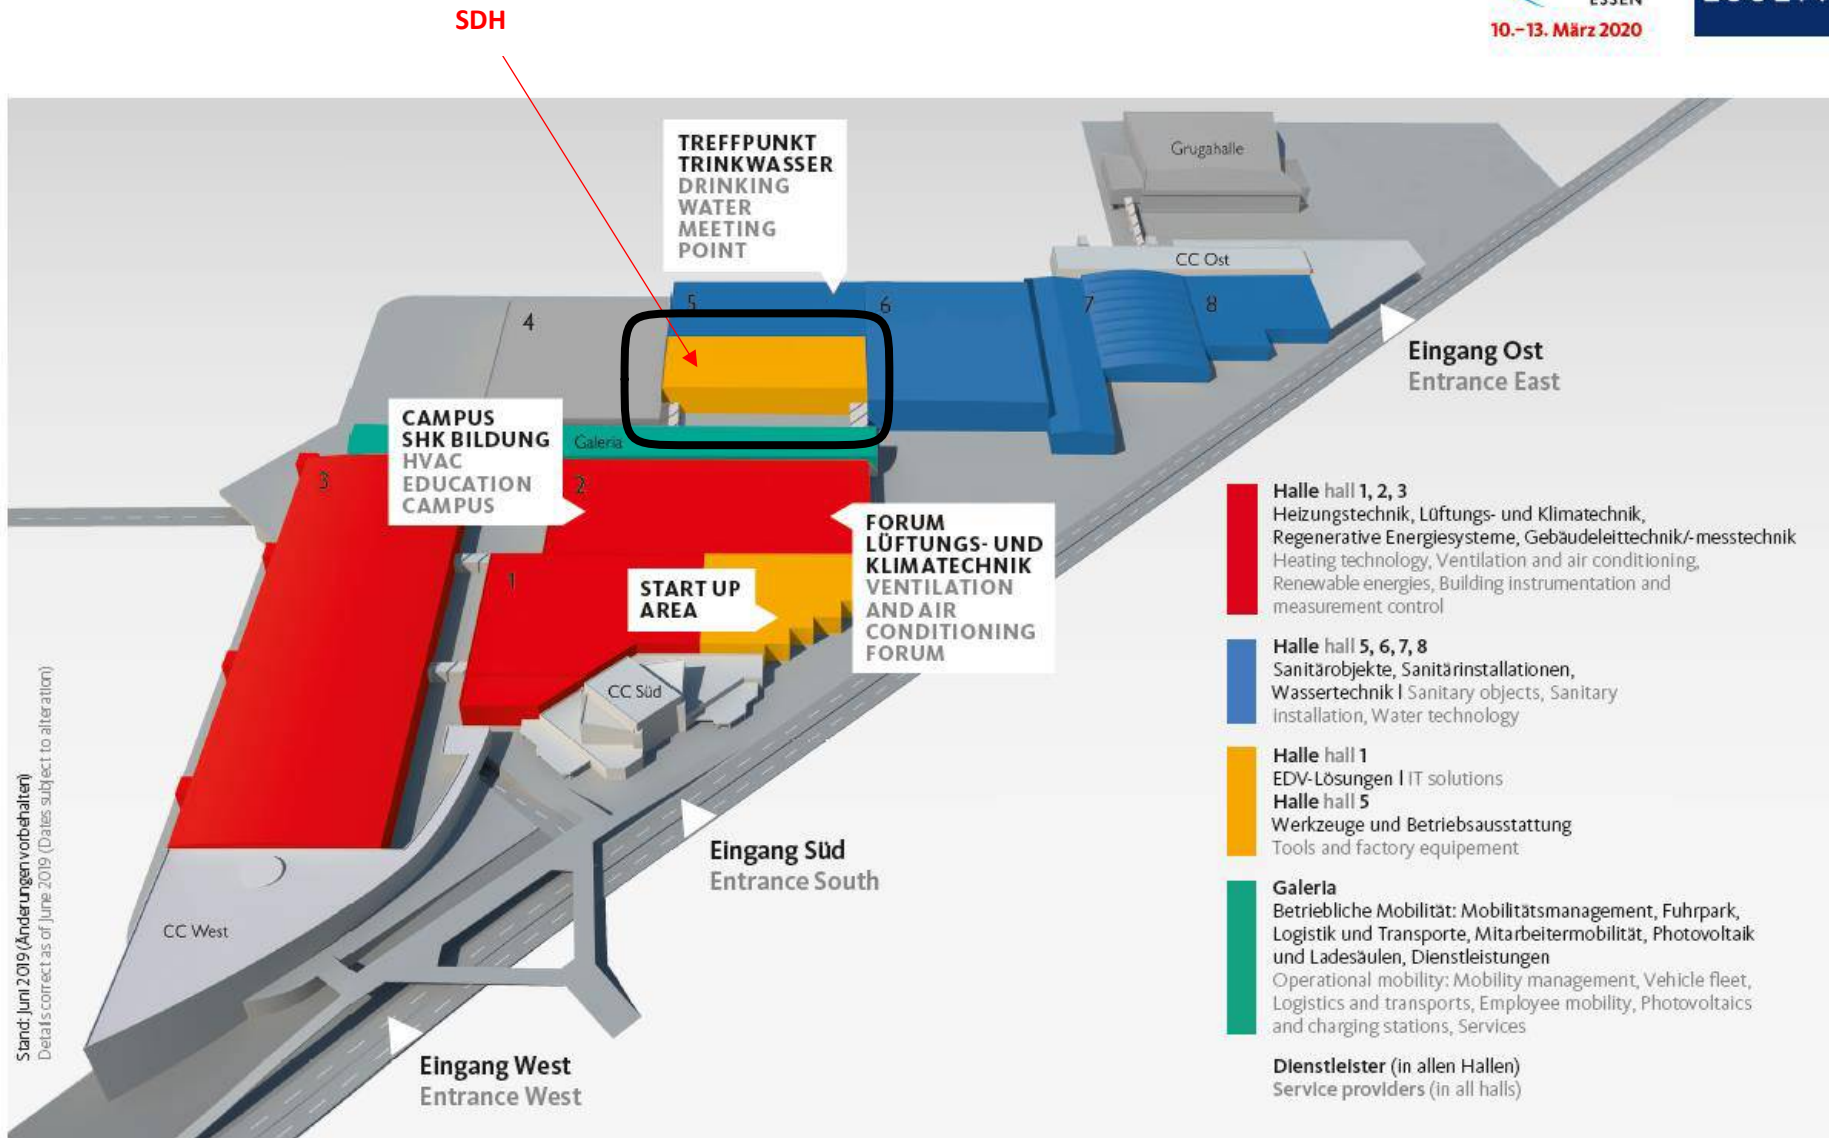 SDH
ESSEN
10.–13. März 2020
TREFFPUNKT
TRINKWASSER
DRINKING
WATER
MEETING
POINT
Grugahalle
CC Ost
4
5
6
7
8
Eingang Ost
Entrance East
CAMPUS
SHK BILDUNG
HVAC
EDUCATION
CAMPUS
Galeria
3
2
1
FORUM
LÜFTUNGS- UND
KLIMATECHNIK
VENTILATION
AND AIR
CONDITIONING
FORUM
START UP
AREA
CC Süd
CC West
Eingang Süd
Entrance South
Eingang West
Entrance West
Halle hall 1, 2, 3
Heizungstechnik, Lüftungs- und Klimatechnik,
Regenerative Energiesysteme, Gebäudeleittechnik/-messtechnik
Heating technology, Ventilation and air conditioning,
Renewable energies, Building instrumentation and
measurement control
Halle hall 5, 6, 7, 8
Sanitärobjekte, Sanitärinstallationen,
Wassertechnik | Sanitary objects, Sanitary
installation, Water technology
Halle hall 1
EDV-Lösungen | IT solutions
Halle hall 5
Werkzeuge und Betriebsausstattung
Tools and factory equipement
Galeria
Betriebliche Mobilität: Mobilitätsmanagement, Fuhrpark,
Logistik und Transporte, Mitarbeitermobilität, Photovoltaik
und Ladesäulen, Dienstleistungen
Operational mobility: Mobility management, Vehicle fleet,
Logistics and transports, Employee mobility, Photovoltaics
and charging stations, Services
Dienstleister (in allen Hallen)
Service providers (in all halls)
Stand: Juni 2019 (Änderungen vorbehalten)
Details correct as of June 2019 (Dates subject to alteration)